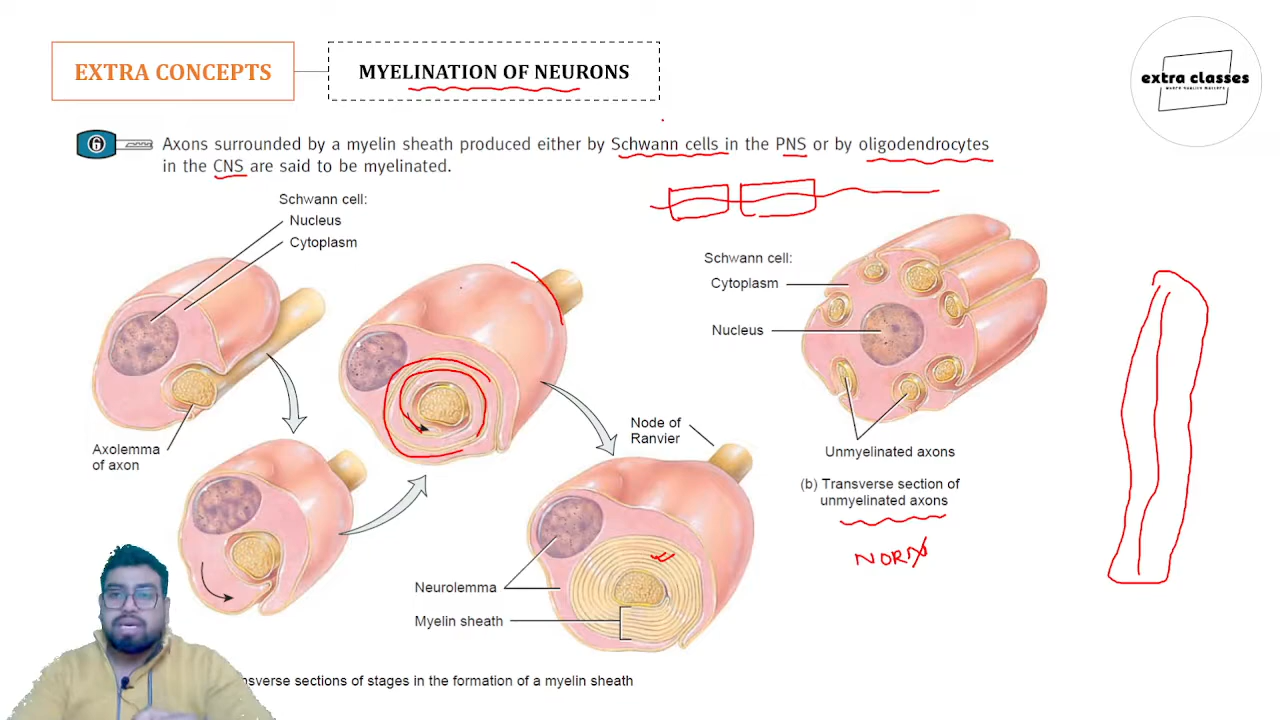 EXTRA CONCEPTS
MYELINATION OF NEURONS
extra classes
6
Axons surrounded by a myelin sheath produced either by Schwann cells in the PNS or by oligodendrocytes
in the CNS are said to be myelinated.
Schwann cell:
Nucleus
Cytoplasm
Axolemma
of axon
Node of
Ranvier
Neurolemma
Myelin sheath
Schwann cell:
Cytoplasm
Nucleus
Unmyelinated axons
(b) Transverse section of
unmyelinated axons
sections of stages in the formation of a myelin sheath